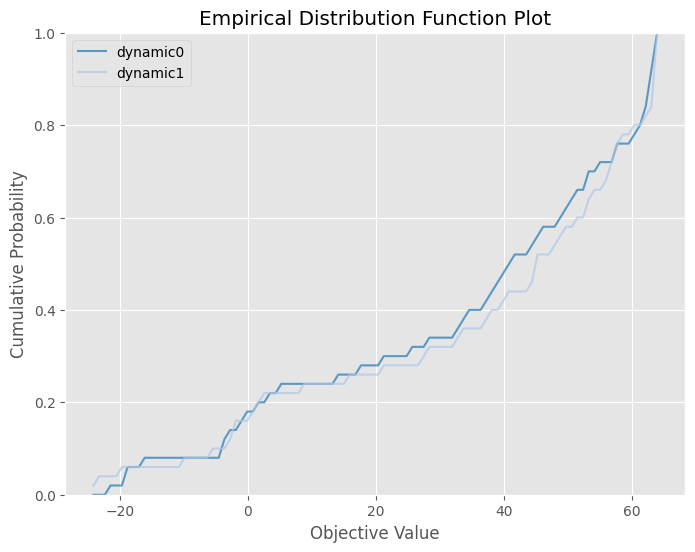 Empirical Distribution Function Plot
dynamic0
dynamic1
Cumulative Probability
1.0
0.8
0.6
0.4
0.2
0.0
−20
0
20
40
60
Objective Value